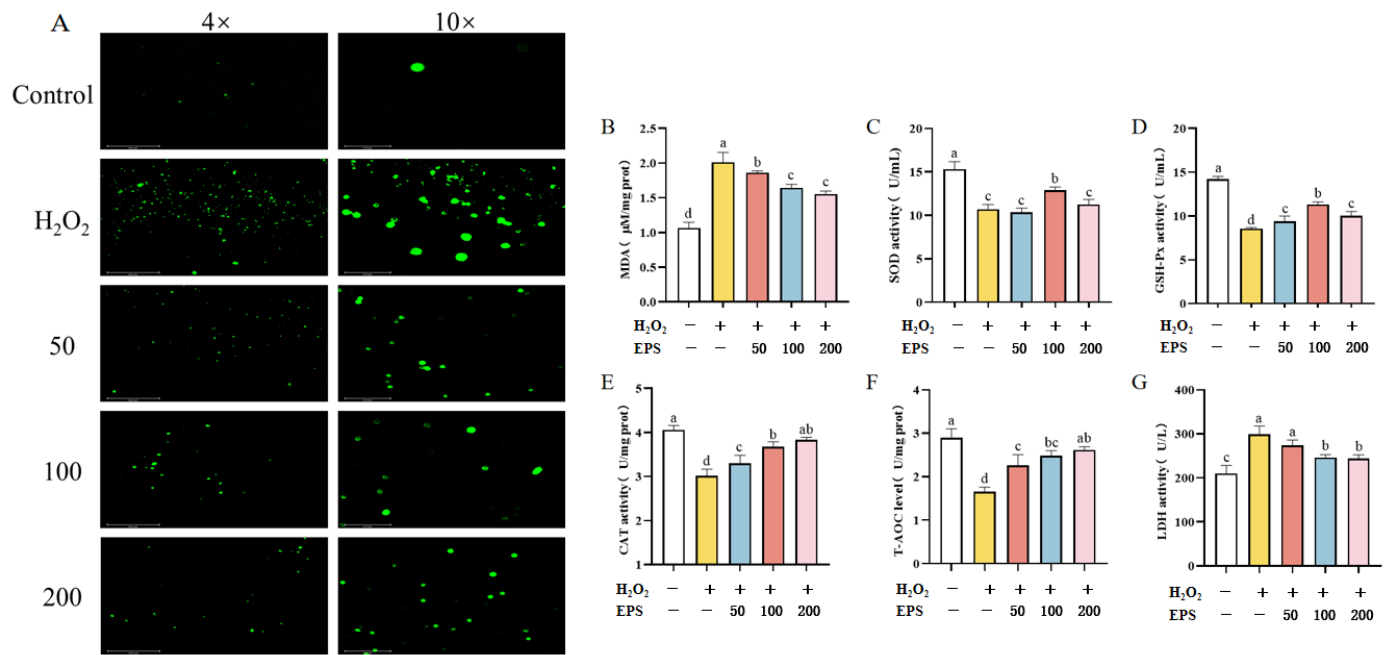 A
4×
10×
Control
H₂O₂
50
100
200
B
MDA( μM/mg prot)
2.5
2.0
1.5
1.0
0.5
0.0
d
a
b
c
c
H₂O₂ − + + + +
EPS − − 50 100 200
C
SOD activity( U/mL)
20
15
10
5
0
a
c
c
b
c
H₂O₂ − + + + +
EPS − − 50 100 200
D
GSH-Px activity( U/mL)
20
15
10
5
0
a
d
c
b
c
H₂O₂ − + + + +
EPS − − 50 100 200
E
CAT activity( U/mg prot)
5
4
3
4
1
a
d
c
b
ab
H₂O₂ − + + + +
EPS − − 50 100 200
F
T-AOC level( U/mg prot)
4
3
2
1
0
a
d
c
bc
ab
H₂O₂ − + + + +
EPS − − 50 100 200
G
LDH activity( U/L)
400
300
200
100
0
c
a
a
b
b
H₂O₂ − + + + +
EPS − − 50 100 200